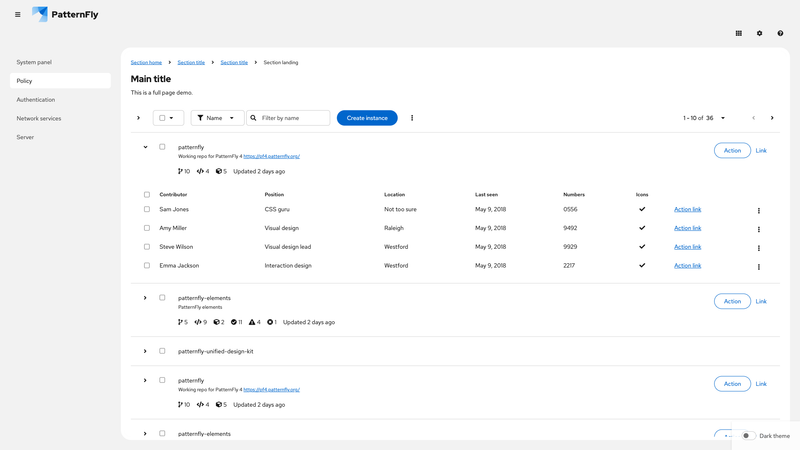 PatternFly
System panel
Policy
Authentication
Network services
Server
Section home Section title Section title Section landing
Main title
This is a full page demo.
Name Filter by name Create instance 1 - 10 of 36
patternfly Action Link
Working repo for PatternFly 4 https://pf4.patternfly.org/
10 4 5 Updated 2 days ago
Contributor Position Location Last seen Numbers Icons
Sam Jones CSS guru Not too sure May 9, 2018 0556 Action link
Amy Miller Visual design Raleigh May 9, 2018 9492 Action link
Steve Wilson Visual design lead Westford May 9, 2018 9929 Action link
Emma Jackson Interaction design Westford May 9, 2018 2217 Action link
patternfly-elements Action Link
PatternFly elements
5 9 2 11 4 1 Updated 2 days ago
patternfly-unified-design-kit
patternfly Action Link
Working repo for PatternFly 4 https://pf4.patternfly.org/
10 4 5 Updated 2 days ago
patternfly-elements
Dark theme